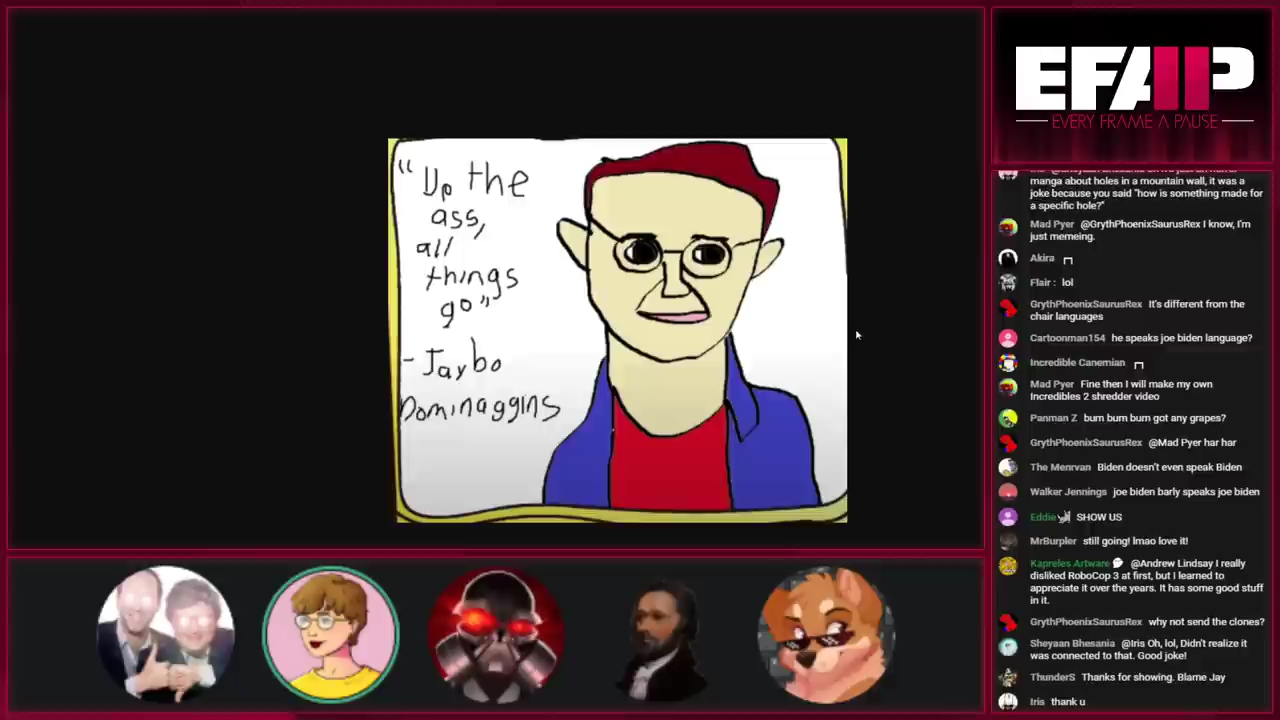 “Up the
ass,
all
things
go”
-Jaybo
Dominaggins
EFAP
EVERY FRAME A PAUSE
manga about holes in a mountain wall, it was a
joke because you said "how is something made for
a specific hole?"
Mad Pyer @GrythPhoenixSaurusRex I know, I'm
just memeing.
Akira
Flair : lol
GrythPhoenixSaurusRex It's different from the
chair languages
Cartoonman154 he speaks joe biden language?
Incredible Canemian
Mad Pyer Fine then I will make my own
Incredibles 2 shredder video
Panman Z bum bum bum got any grapes?
GrythPhoenixSaurusRex @Mad Pyer har har
The Menrvan Biden doesn't even speak Biden
Walker Jennings joe biden barly speaks joe biden
Eddie SHOW US
MrBurpler still going! lmao love it!
Kapreles Artware @Andrew Lindsay I really
disliked RoboCop 3 at first, but I learned to
appreciate it over the years. It has some good stuff
in it.
GrythPhoenixSaurusRex why not send the clones?
Sheyaan Bhesania @Iris Oh, lol, Didn't realize it
was connected to that. Good joke!
ThunderS Thanks for showing. Blame Jay
Iris thank u